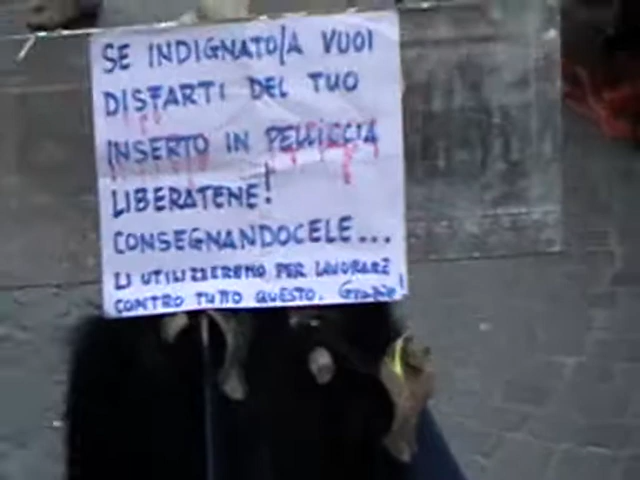 SE INDIGNATO/A VUOI
DISFARTI DEL TUO
INSERTO IN PELLICCIA
LIBERATENE!
CONSEGNANDOCELE...
LI UTILIZZEREMO PER LAVORARE
CONTRO TUTTO QUESTO. Grazie!